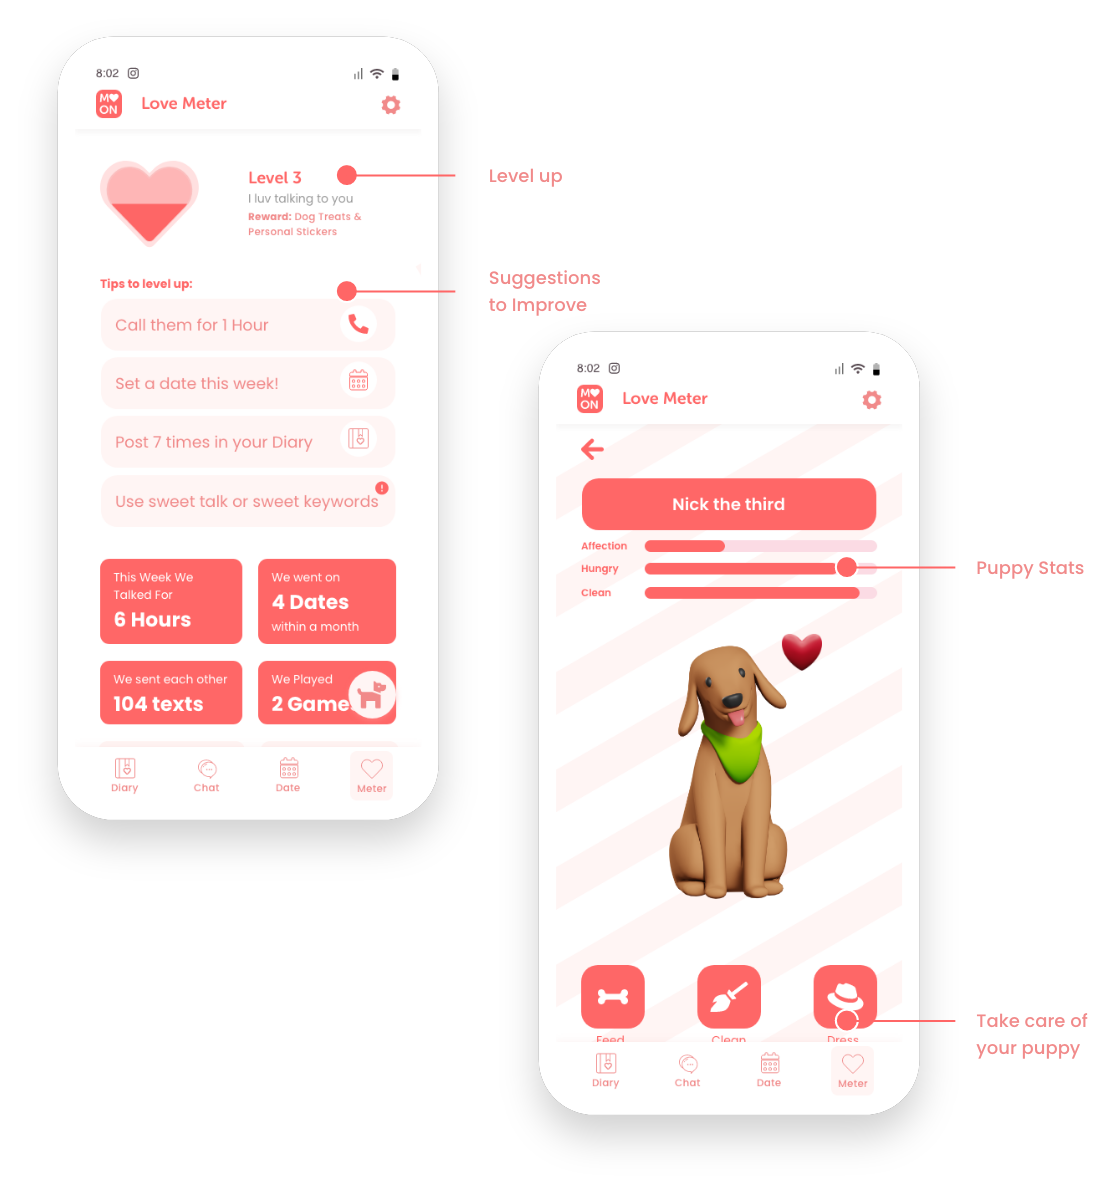 8:02
M ON
Love Meter
Level 3
I luv talking to you
Reward: Dog Treats &
Personal Stickers
Level up
Tips to level up:
Suggestions
to Improve
Call them for 1 Hour
Set a date this week!
Post 7 times in your Diary
Use sweet talk or sweet keywords
!
This Week We
Talked For
6 Hours
We went on
4 Dates
within a month
We sent each other
104 texts
We Played
2 Game
Diary
Chat
Date
Meter
8:02
M ON
Love Meter
Nick the third
Affection
Hungry
Clean
Puppy Stats
Feed
Clean
Dress
Take care of
your puppy
Diary
Chat
Date
Meter